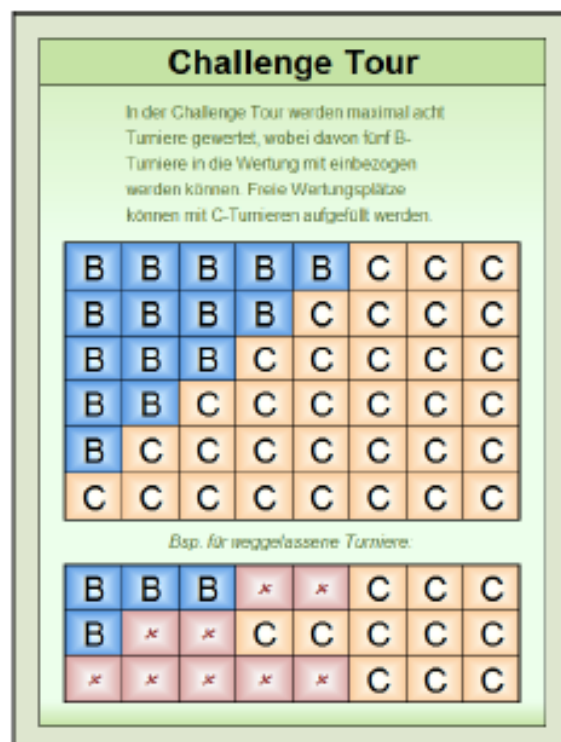 Challenge Tour
In der Challenge Tour werden maximal acht
Turniere gewertet, wobei davon fünf B-
Turniere in die Wertung mit einbezogen
werden können. Freie Wertungsplätze
können mit C-Turnieren aufgefüllt werden.
B B B B B C C C
B B B B C C C C
B B B C C C C C
B B C C C C C C
B C C C C C C C
C C C C C C C C
Bsp. für weggelassene Turniere:
B B B x x C C C
B x x C C C C C
x x x x x C C C